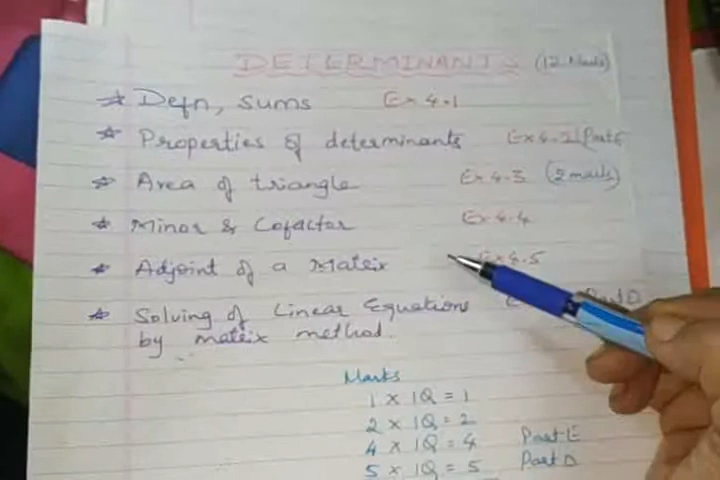 DETERMINANTS (12 Marks)
Defn, sums Ex 4.1
Properties of determinants Ex 4.2 Part E
Area of triangle Ex 4.3 (2 marks)
Minor & Cofactor Ex 4.4
Adjoint of a Matrix Ex 4.5
Solving of Linear Equations Part D
by matrix method.
Marks
1 x 1Q = 1
2 x 1Q = 2
4 x 1Q = 4 Part E
5 x 1Q = 5 Part D